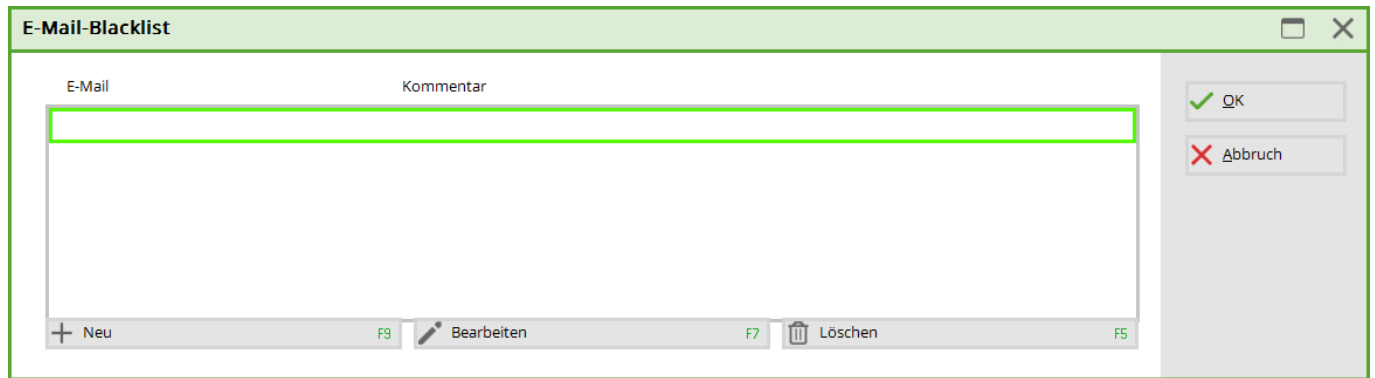 E-Mail-Blacklist
E-Mail Kommentar
OK
Abbruch
Neu F9 Bearbeiten F7 Löschen F5